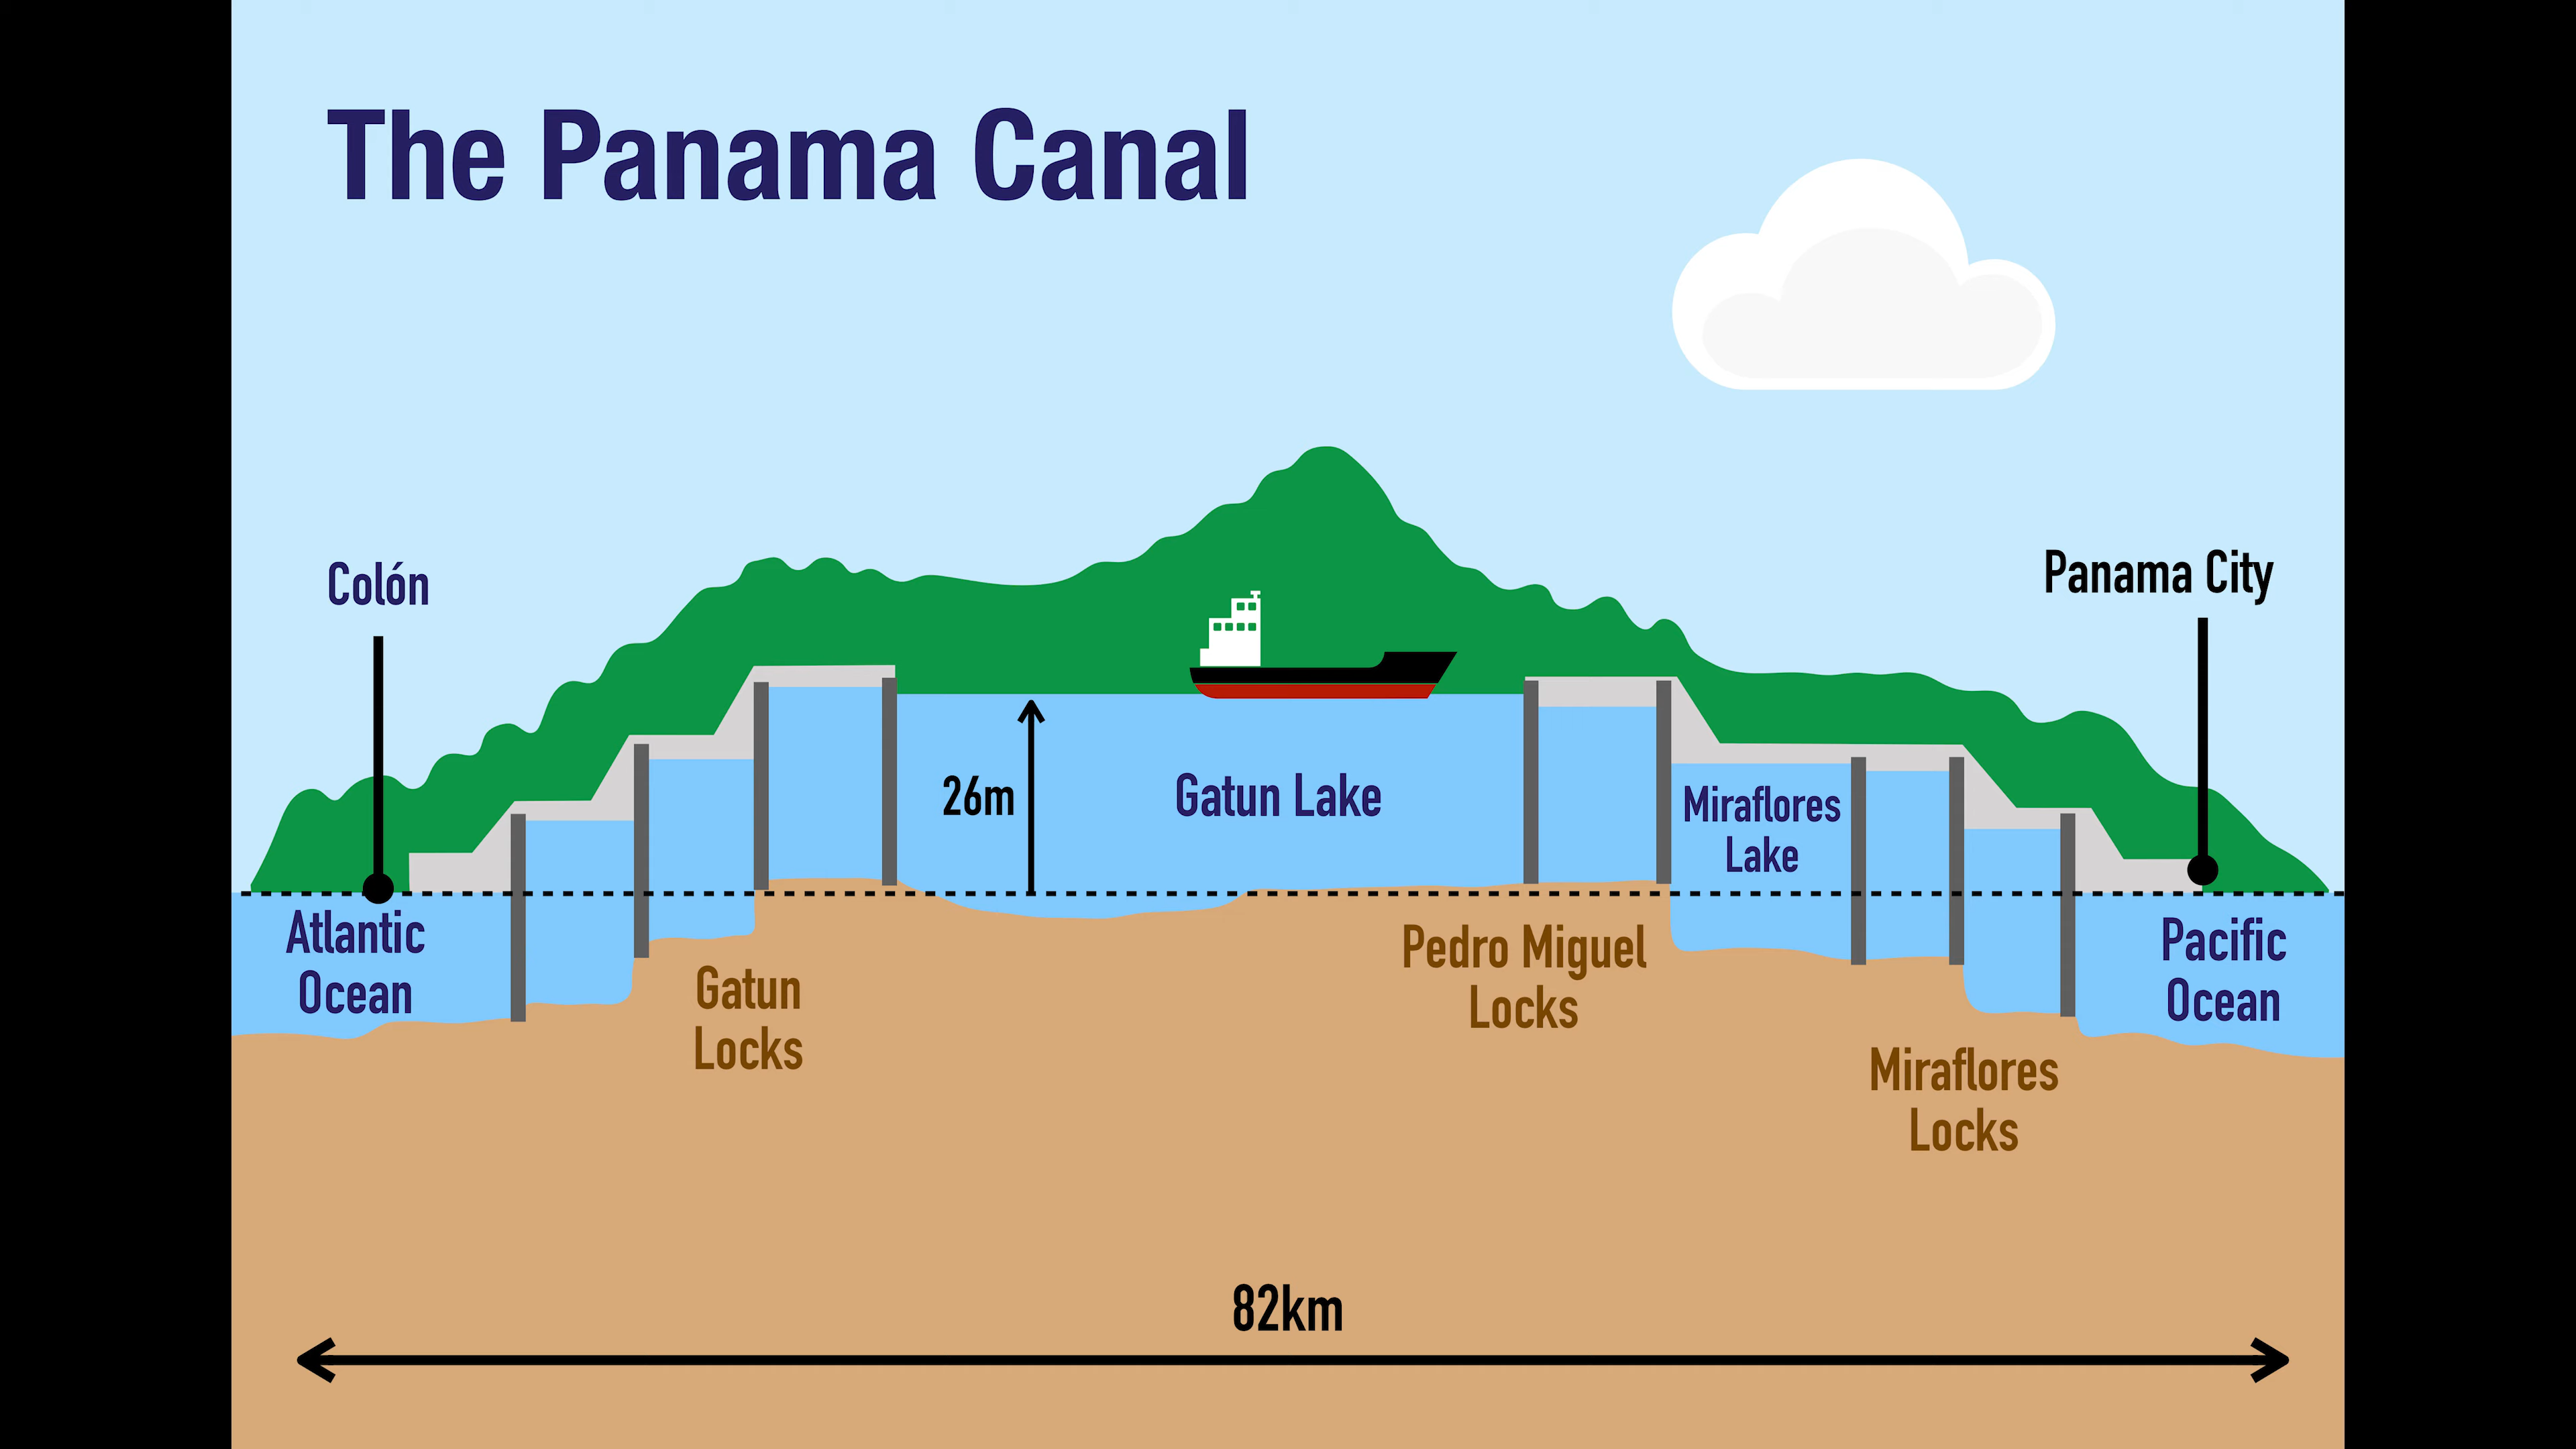 The Panama Canal
Colón
Panama City
26m
Gatun Lake
Miraflores
Lake
Atlantic
Ocean
Gatun
Locks
Pedro Miguel
Locks
Pacific
Ocean
Miraflores
Locks
82km